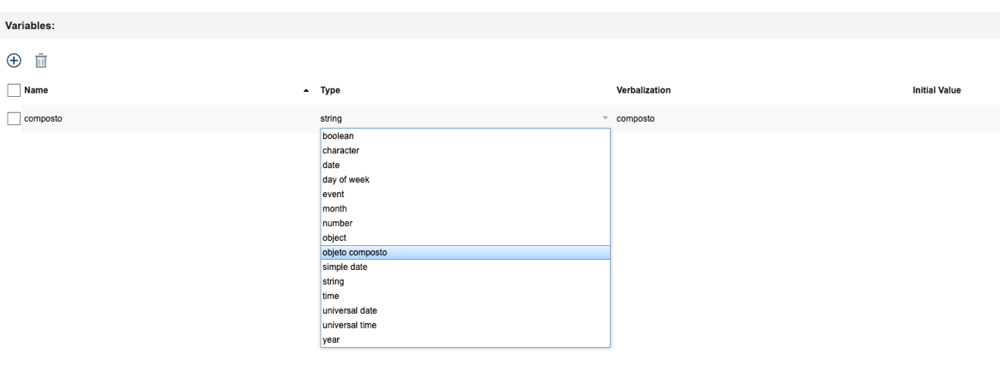 Variables:
Name Type Verbalization Initial Value
composto string composto
boolean
character
date
day of week
event
month
number
object
objeto composto
simple date
string
time
universal date
universal time
year